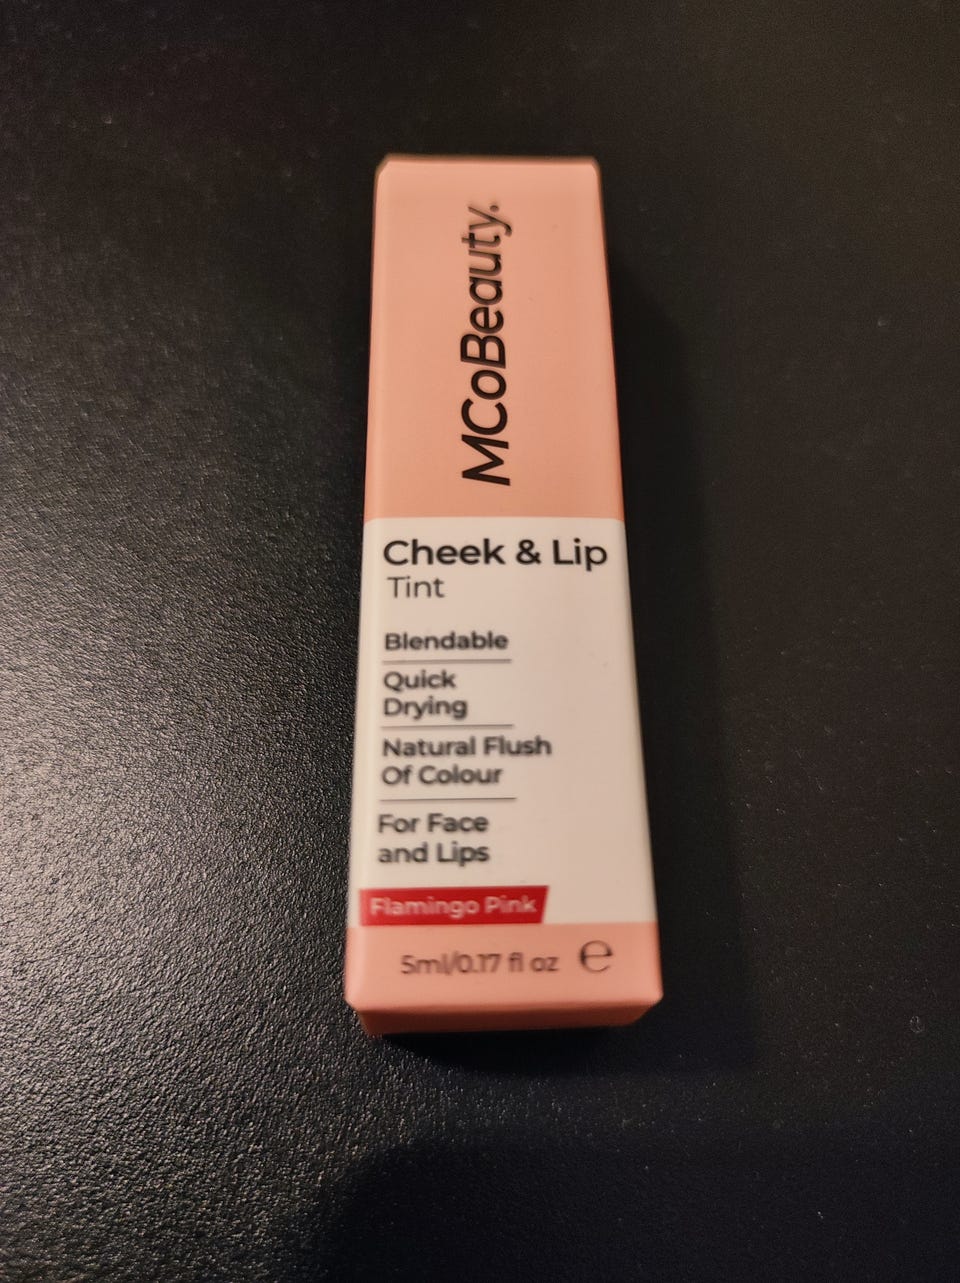 MCoBeauty.
Cheek & Lip
Tint
Blendable
Quick
Drying
Natural Flush
Of Colour
For Face
and Lips
Flamingo Pink
5ml/0.17 fl oz ℮